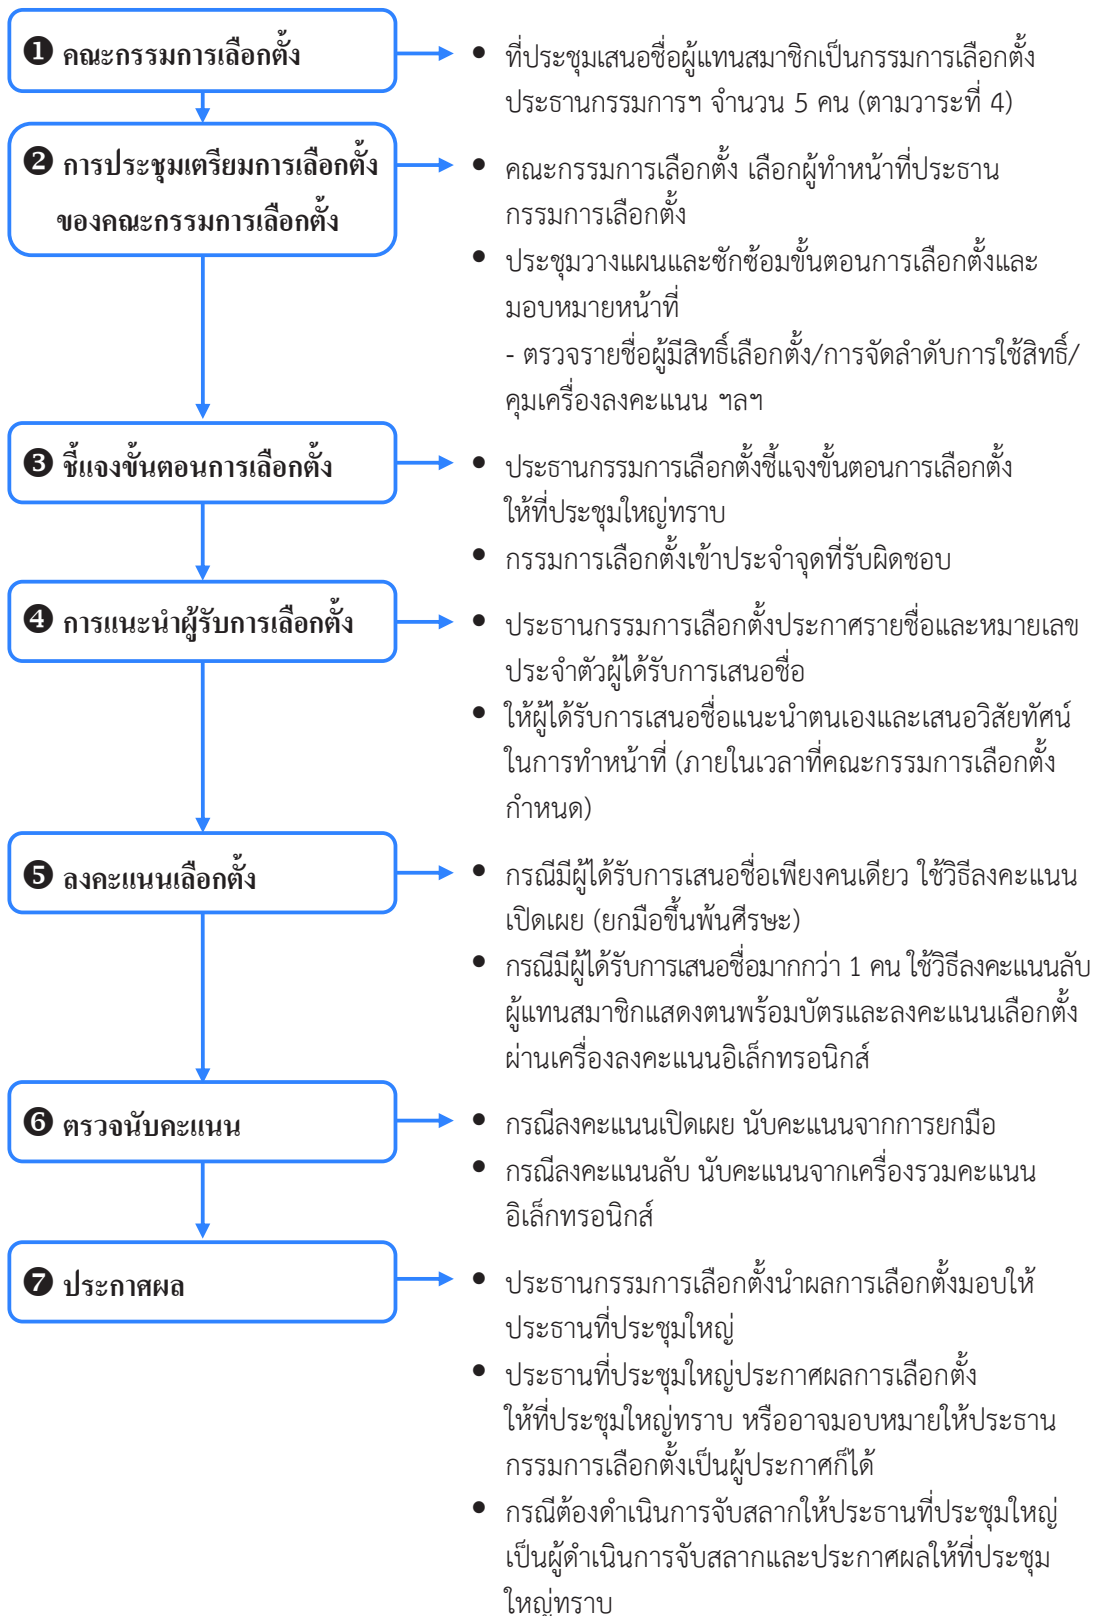 ❶ คณะกรรมการเลือกตั้ง
● ที่ประชุมเสนอชื่อผู้แทนสมาชิกเป็นกรรมการเลือกตั้ง
ประธานกรรมการฯ จำนวน 5 คน (ตามวาระที่ 4)
❷ การประชุมเตรียมการเลือกตั้ง
ของคณะกรรมการเลือกตั้ง
● คณะกรรมการเลือกตั้ง เลือกผู้ทำหน้าที่ประธาน
กรรมการเลือกตั้ง
● ประชุมวางแผนและซักซ้อมขั้นตอนการเลือกตั้งและ
มอบหมายหน้าที่
- ตรวจรายชื่อผู้มีสิทธิ์เลือกตั้ง/การจัดลำดับการใช้สิทธิ์/
คุมเครื่องลงคะแนน ฯลฯ
❸ ชี้แจงขั้นตอนการเลือกตั้ง
● ประธานกรรมการเลือกตั้งชี้แจงขั้นตอนการเลือกตั้ง
ให้ที่ประชุมใหญ่ทราบ
● กรรมการเลือกตั้งเข้าประจำจุดที่รับผิดชอบ
❹ การแนะนำผู้รับการเลือกตั้ง
● ประธานกรรมการเลือกตั้งประกาศรายชื่อและหมายเลข
ประจำตัวผู้ได้รับการเสนอชื่อ
● ให้ผู้ได้รับการเสนอชื่อแนะนำตนเองและเสนอวิสัยทัศน์
ในการทำหน้าที่ (ภายในเวลาที่คณะกรรมการเลือกตั้ง
กำหนด)
❺ ลงคะแนนเลือกตั้ง
● กรณีมีผู้ได้รับการเสนอชื่อเพียงคนเดียว ใช้วิธีลงคะแนน
เปิดเผย (ยกมือขึ้นพ้นศีรษะ)
● กรณีมีผู้ได้รับการเสนอชื่อมากกว่า 1 คน ใช้วิธีลงคะแนนลับ
ผู้แทนสมาชิกแสดงตนพร้อมบัตรและลงคะแนนเลือกตั้ง
ผ่านเครื่องลงคะแนนอิเล็กทรอนิกส์
❻ ตรวจนับคะแนน
● กรณีลงคะแนนเปิดเผย นับคะแนนจากการยกมือ
● กรณีลงคะแนนลับ นับคะแนนจากเครื่องรวมคะแนน
อิเล็กทรอนิกส์
❼ ประกาศผล
● ประธานกรรมการเลือกตั้งนำผลการเลือกตั้งมอบให้
ประธานที่ประชุมใหญ่
● ประธานที่ประชุมใหญ่ประกาศผลการเลือกตั้ง
ให้ที่ประชุมใหญ่ทราบ หรืออาจมอบหมายให้ประธาน
กรรมการเลือกตั้งเป็นผู้ประกาศก็ได้
● กรณีต้องดำเนินการจับสลากให้ประธานที่ประชุมใหญ่
เป็นผู้ดำเนินการจับสลากและประกาศผลให้ที่ประชุม
ใหญ่ทราบ